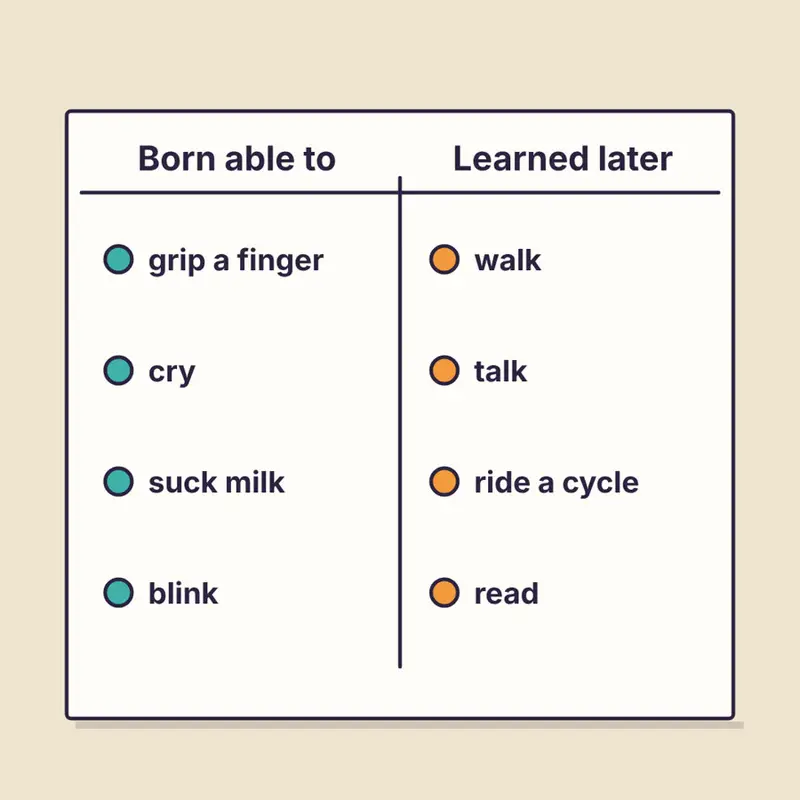 Born able to
Learned later
grip a finger
walk
cry
talk
suck milk
ride a cycle
blink
read